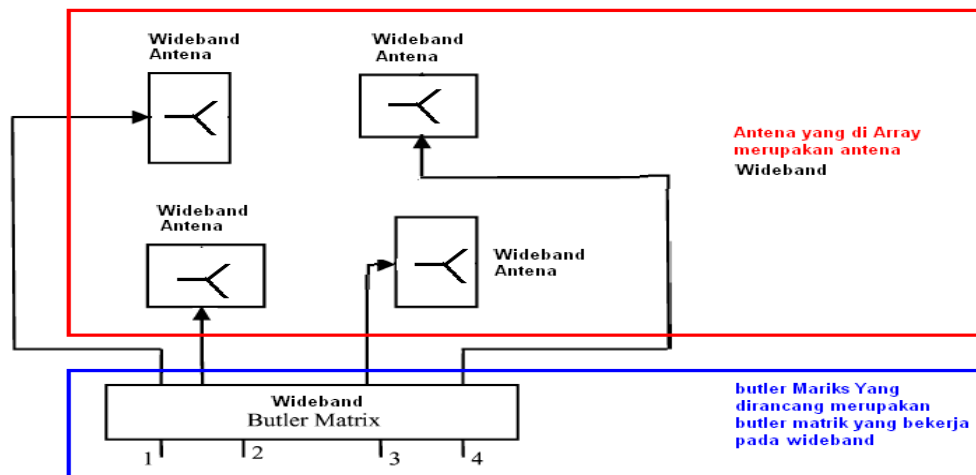 Wideband
Antena
Wideband
Antena
Antena yang di Array
merupakan antena
Wideband
Wideband
Antena
Wideband
Antena
Wideband
Butler Matrix
butler Mariks Yang
dirancang merupakan
butler matrik yang bekerja
pada wideband
1 2 3 4